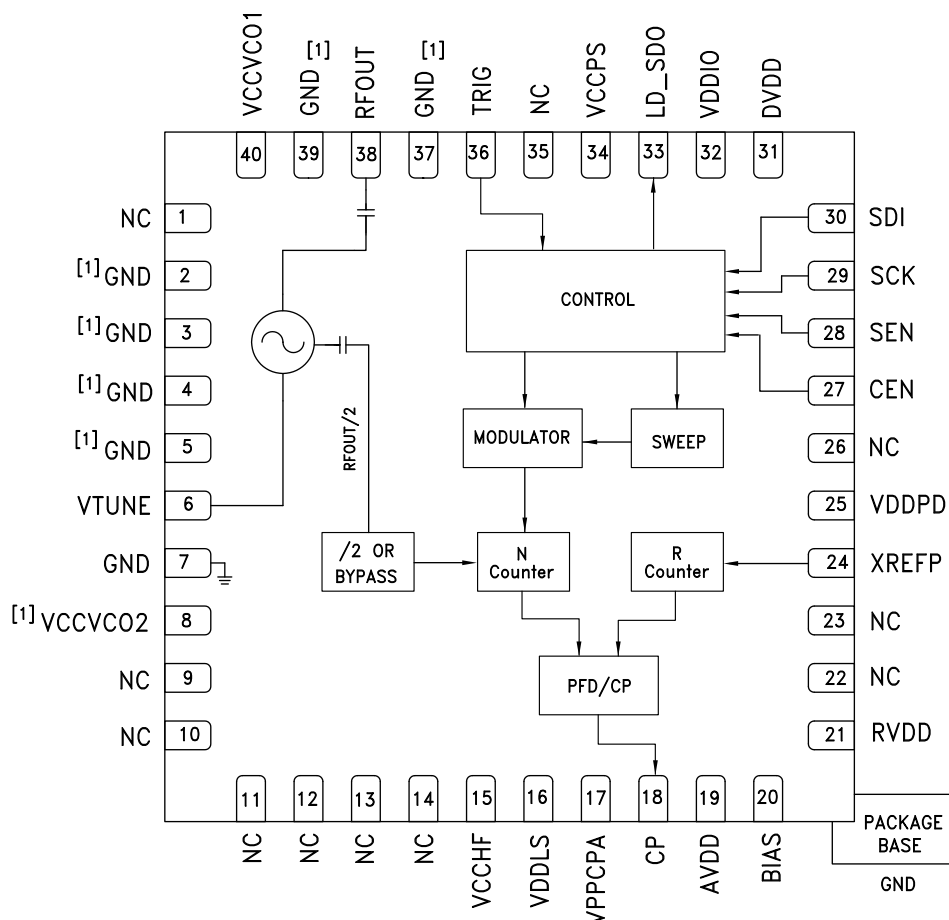 VCCVCO1
GND [1]
RFOUT
GND [1]
TRIG
NC
VCCPS
LD_SDO
VDDIO
DVDD
40
39
38
37
36
35
34
33
32
31
NC 1
[1] GND 2
[1] GND 3
[1] GND 4
[1] GND 5
VTUNE 6
GND 7
[1] VCCVCO2 8
NC 9
NC 10
30 SDI
29 SCK
28 SEN
27 CEN
26 NC
25 VDDPD
24 XREFP
23 NC
22 NC
21 RVDD
CONTROL
MODULATOR
SWEEP
RFOUT/2
/2 OR
BYPASS
N
Counter
R
Counter
PFD/CP
11
12
13
14
15
16
17
18
19
20
NC
NC
NC
NC
VCCHF
VDDLS
VPPCPA
CP
AVDD
BIAS
PACKAGE
BASE
GND